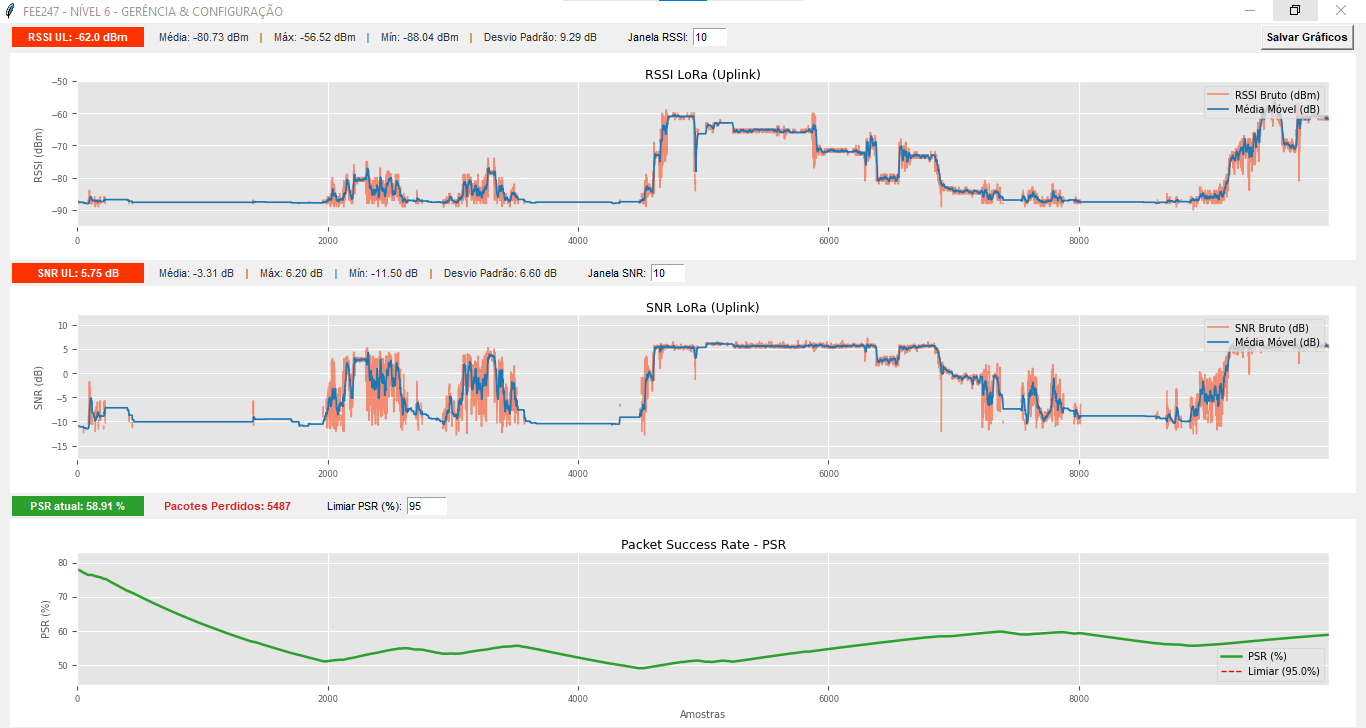 FEE247 - NÍVEL 6 - GERÊNCIA & CONFIGURAÇÃO
RSSI UL: -62.0 dBm Média: -80.73 dBm | Máx: -56.52 dBm | Mín: -88.04 dBm | Desvio Padrão: 9.29 dB Janela RSSI: 10 Salvar Gráficos
RSSI LoRa (Uplink)
RSSI (dBm)
−50
−60
−70
−80
−90
RSSI Bruto (dBm)
Média Móvel (dB)
0 2000 4000 6000 8000
SNR UL: 5.75 dB Média: -3.31 dB | Máx: 6.20 dB | Mín: -11.50 dB | Desvio Padrão: 6.60 dB Janela SNR: 10
SNR LoRa (Uplink)
SNR (dB)
10
5
0
−5
−10
−15
SNR Bruto (dB)
Média Móvel (dB)
0 2000 4000 6000 8000
PSR atual: 58.91 % Pacotes Perdidos: 5487 Limiar PSR (%): 95
Packet Success Rate - PSR
PSR (%)
80
70
60
50
PSR (%)
Limiar (95.0%)
0 2000 4000 6000 8000
Amostras